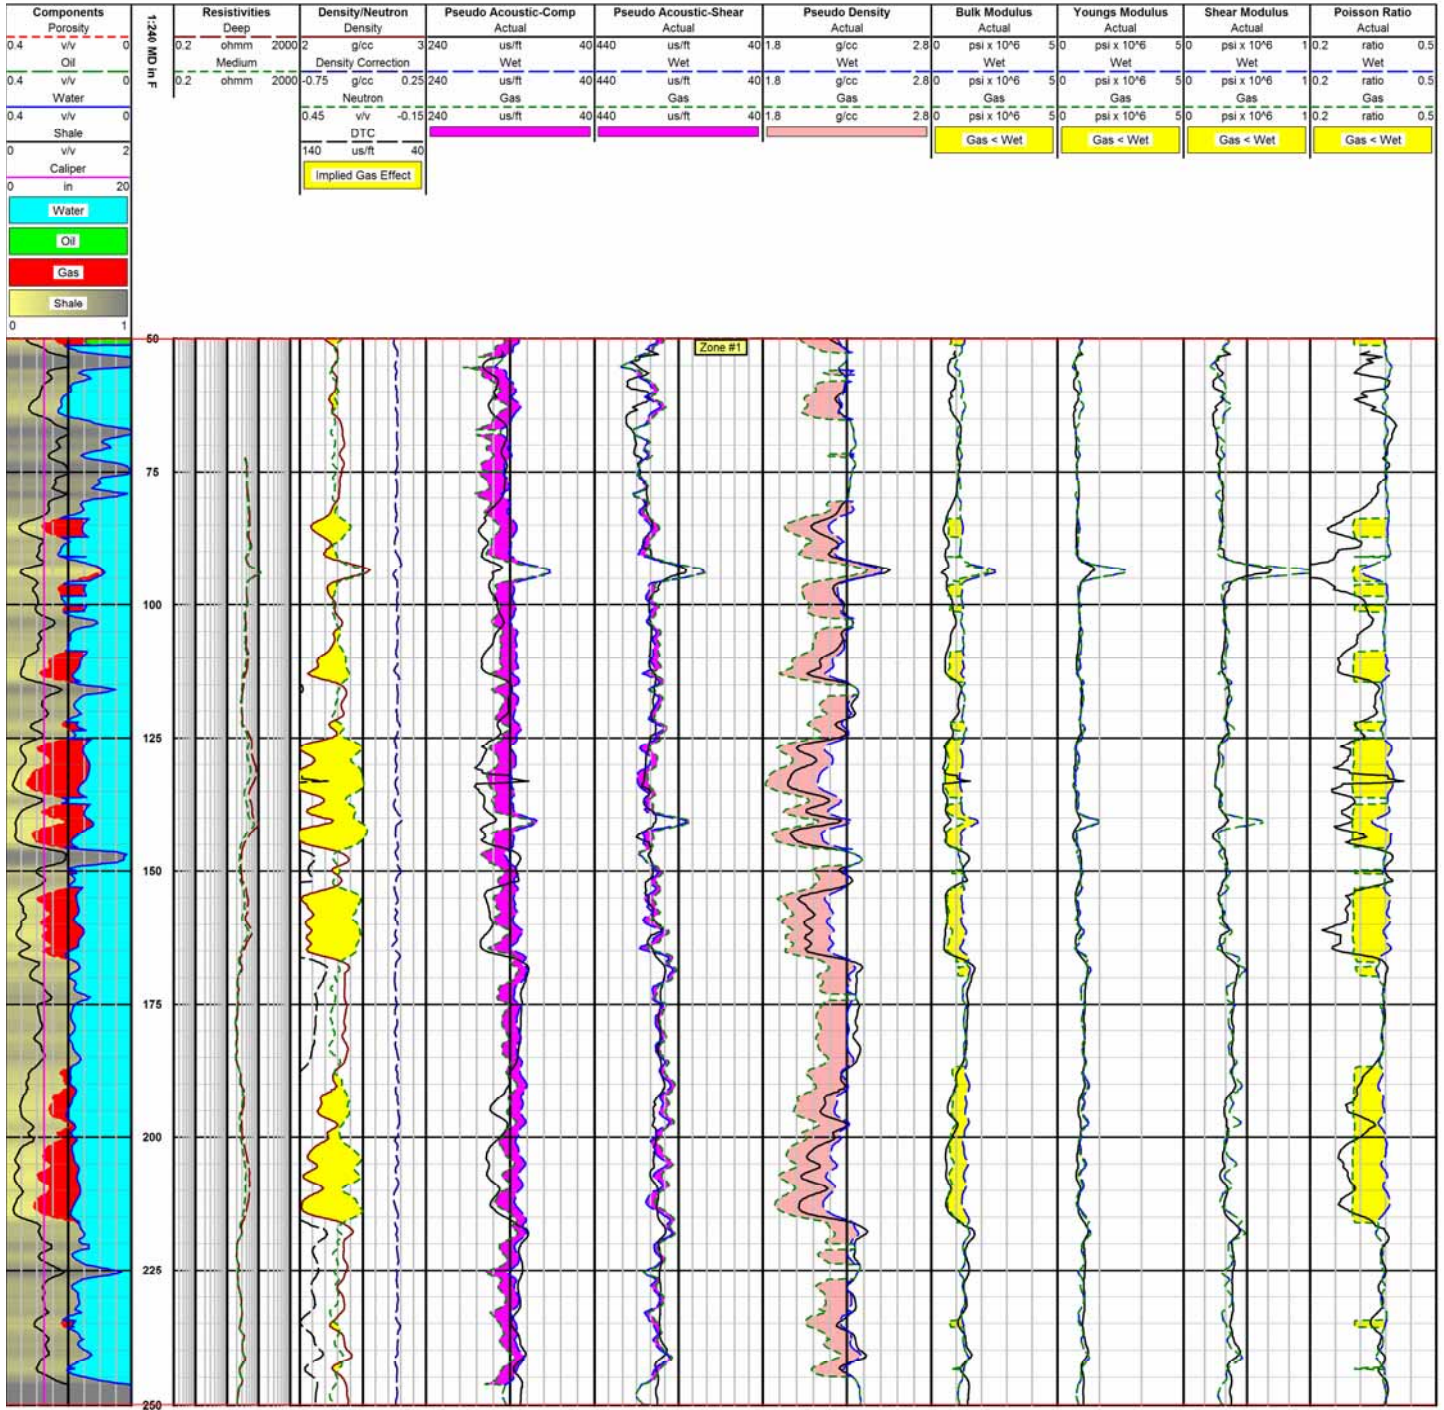 Components
Porosity
0.4 v/v 0
Oil
0.4 v/v 0
Water
0.4 v/v 0
Shale
0 v/v 2
Caliper
0 in 20
Water
Oil
Gas
Shale
0 1
1:240 MD in F
Resistivities
Deep
0.2 ohmm 2000
Medium
0.2 ohmm 2000
Density/Neutron
Density
2 g/cc 3
Density Correction
-0.75 g/cc 0.25
Neutron
0.45 v/v -0.15
DTC
140 us/ft 40
Implied Gas Effect
Pseudo Acoustic-Comp
Actual
240 us/ft 40
Wet
240 us/ft 40
Gas
240 us/ft 40
Pseudo Acoustic-Shear
Actual
440 us/ft 40
Wet
440 us/ft 40
Gas
440 us/ft 40
Pseudo Density
Actual
1.8 g/cc 2.8
Wet
1.8 g/cc 2.8
Gas
1.8 g/cc 2.8
Bulk Modulus
Actual
0 psi x 10^6 5
Wet
0 psi x 10^6 5
Gas
0 psi x 10^6 5
Gas < Wet
Youngs Modulus
Actual
0 psi x 10^6 5
Wet
0 psi x 10^6 5
Gas
0 psi x 10^6 5
Gas < Wet
Shear Modulus
Actual
0 psi x 10^6 1
Wet
0 psi x 10^6 1
Gas
0 psi x 10^6 1
Gas < Wet
Poisson Ratio
Actual
0.2 ratio 0.5
Wet
0.2 ratio 0.5
Gas
0.2 ratio 0.5
Gas < Wet
50
Zone #1
75
100
125
150
175
200
225
250